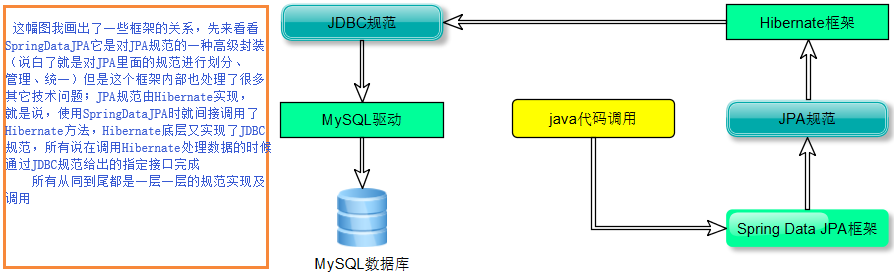 这幅图我画出了一些框架的关系，先来看看
SpringDataJPA它是对JPA规范的一种高级封装
（说白了就是对JPA里面的规范进行划分、
管理、统一）但是这个框架内部也处理了很多
其它技术问题；JPA规范由Hibernate实现，
就是说，使用SpringDataJPA时就间接调用了
Hibernate方法，Hibernate底层又实现了JDBC
规范，所有说在调用Hibernate处理数据的时候
通过JDBC规范给出的指定接口完成
所有从同到尾都是一层一层的规范实现及
调用
JDBC规范
Hibernate框架
MySQL驱动
java代码调用
JPA规范
Spring Data JPA框架
MySQL数据库